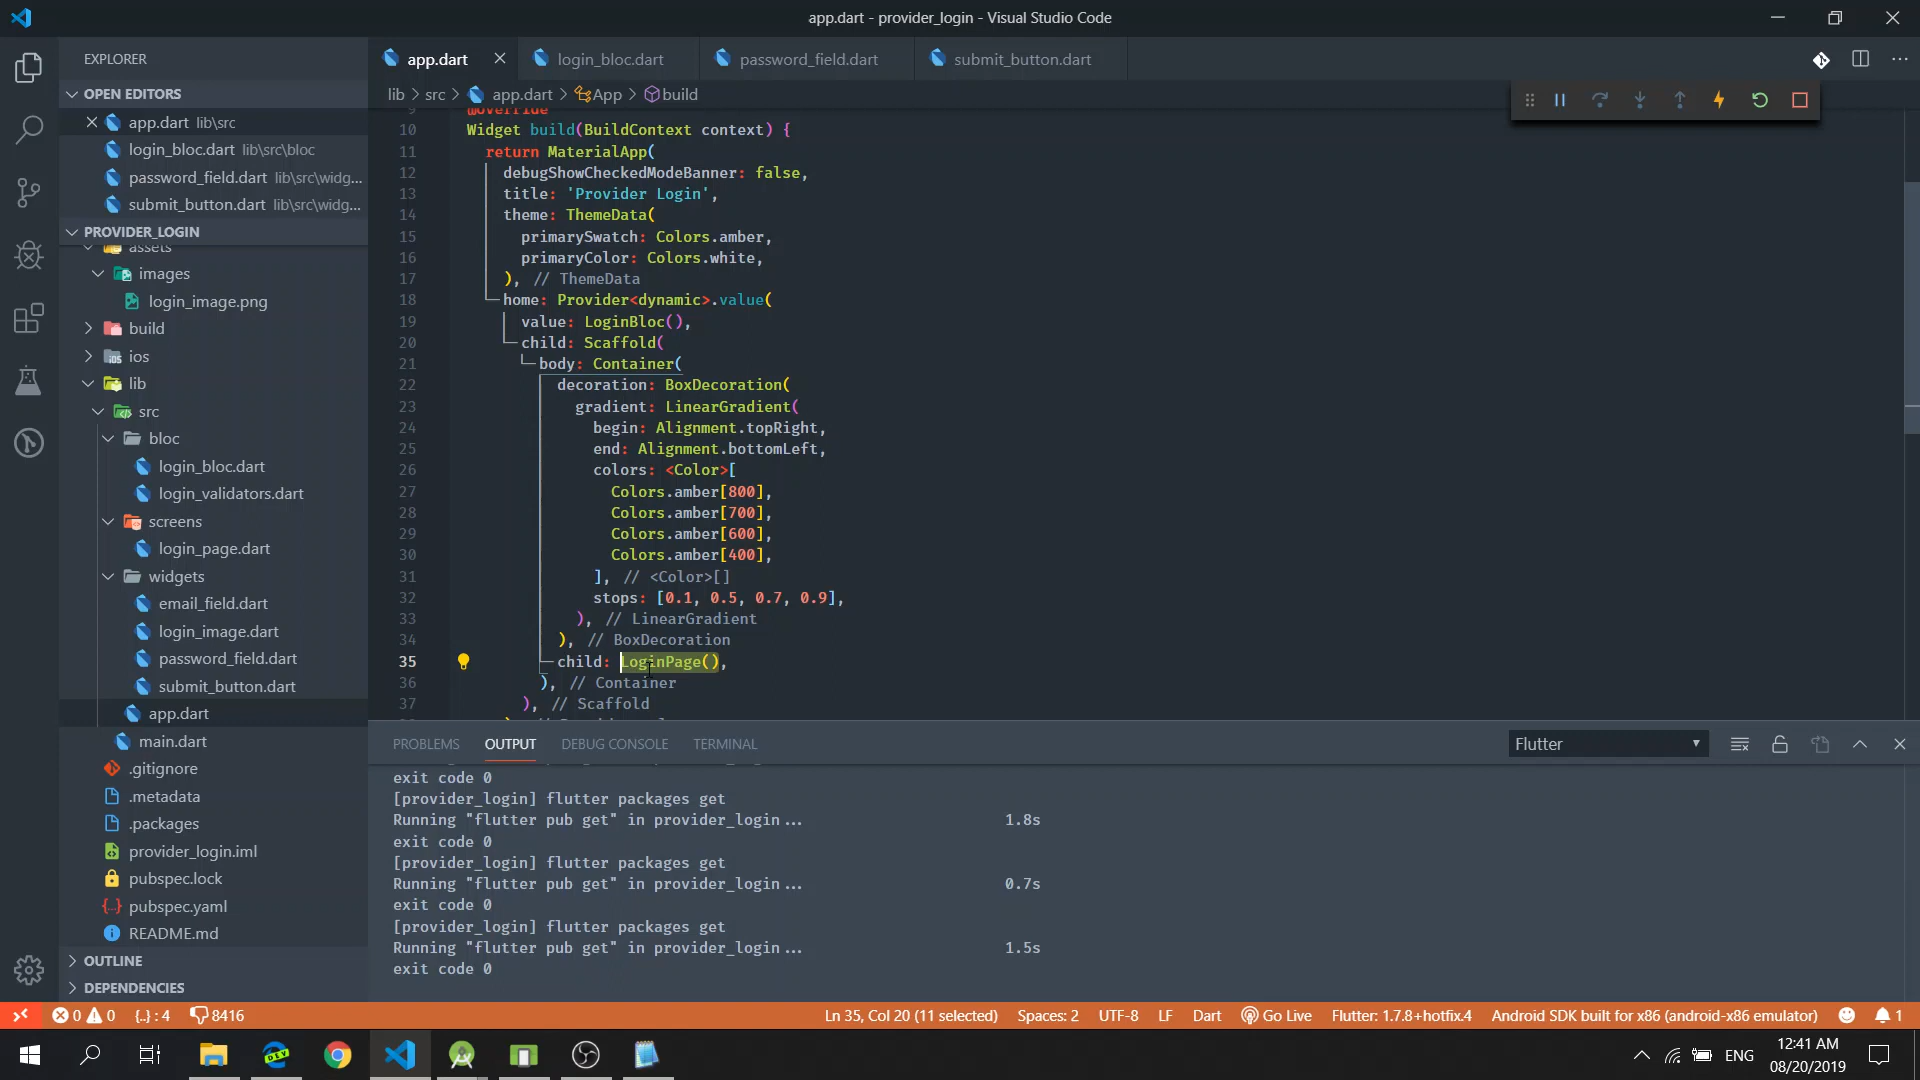 app.dart - provider_login - Visual Studio Code
EXPLORER
OPEN EDITORS
app.dart lib\src
login_bloc.dart lib\src\bloc
password_field.dart lib\src\widg...
submit_button.dart lib\src\widg...
PROVIDER_LOGIN
assets
images
login_image.png
build
ios
lib
src
bloc
login_bloc.dart
login_validators.dart
screens
login_page.dart
widgets
email_field.dart
login_image.dart
password_field.dart
submit_button.dart
app.dart
main.dart
.gitignore
.metadata
.packages
provider_login.iml
pubspec.lock
pubspec.yaml
README.md
OUTLINE
DEPENDENCIES
app.dart
login_bloc.dart
password_field.dart
submit_button.dart
lib > src > app.dart > App > build
9 @override
10 Widget build(BuildContext context) {
11 return MaterialApp(
12 debugShowCheckedModeBanner: false,
13 title: 'Provider Login',
14 theme: ThemeData(
15 primarySwatch: Colors.amber,
16 primaryColor: Colors.white,
17 ), // ThemeData
18 home: Provider<dynamic>.value(
19 value: LoginBloc(),
20 child: Scaffold(
21 body: Container(
22 decoration: BoxDecoration(
23 gradient: LinearGradient(
24 begin: Alignment.topRight,
25 end: Alignment.bottomLeft,
26 colors: <Color>[
27 Colors.amber[800],
28 Colors.amber[700],
29 Colors.amber[600],
30 Colors.amber[400],
31 ], // <Color>[]
32 stops: [0.1, 0.5, 0.7, 0.9],
33 ), // LinearGradient
34 ), // BoxDecoration
35 child: LoginPage(),
36 ), // Container
37 ), // Scaffold
PROBLEMS OUTPUT DEBUG CONSOLE TERMINAL
Flutter
exit code 0
[provider_login] flutter packages get
Running "flutter pub get" in provider_login... 1.8s
exit code 0
[provider_login] flutter packages get
Running "flutter pub get" in provider_login... 0.7s
exit code 0
[provider_login] flutter packages get
Running "flutter pub get" in provider_login... 1.5s
exit code 0
0 0 {..} : 4 8416
Ln 35, Col 20 (11 selected) Spaces: 2 UTF-8 LF Dart Go Live Flutter: 1.7.8+hotfix.4 Android SDK built for x86 (android-x86 emulator) 1
DEV
ENG
12:41 AM
08/20/2019